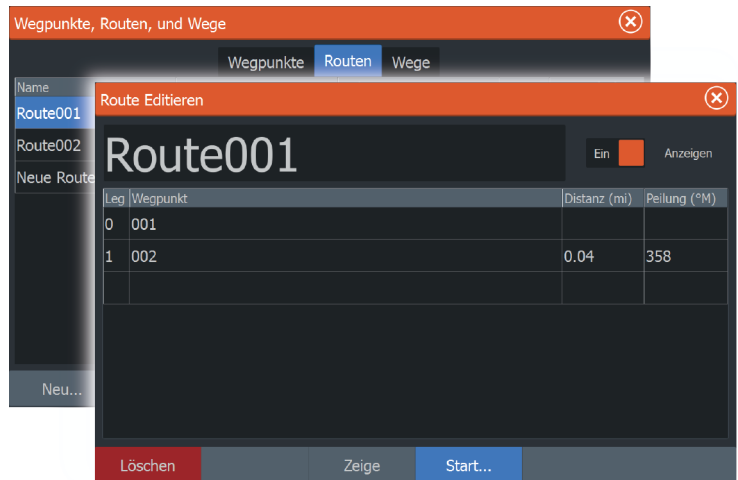 Wegpunkte, Routen, und Wege
Wegpunkte Routen Wege
Name
Route001
Route002
Neue Route
Neu...
Route Editieren
Route001
Ein Anzeigen
Leg Wegpunkt Distanz (mi) Peilung (°M)
0 001
1 002 0.04 358
Löschen Zeige Start...